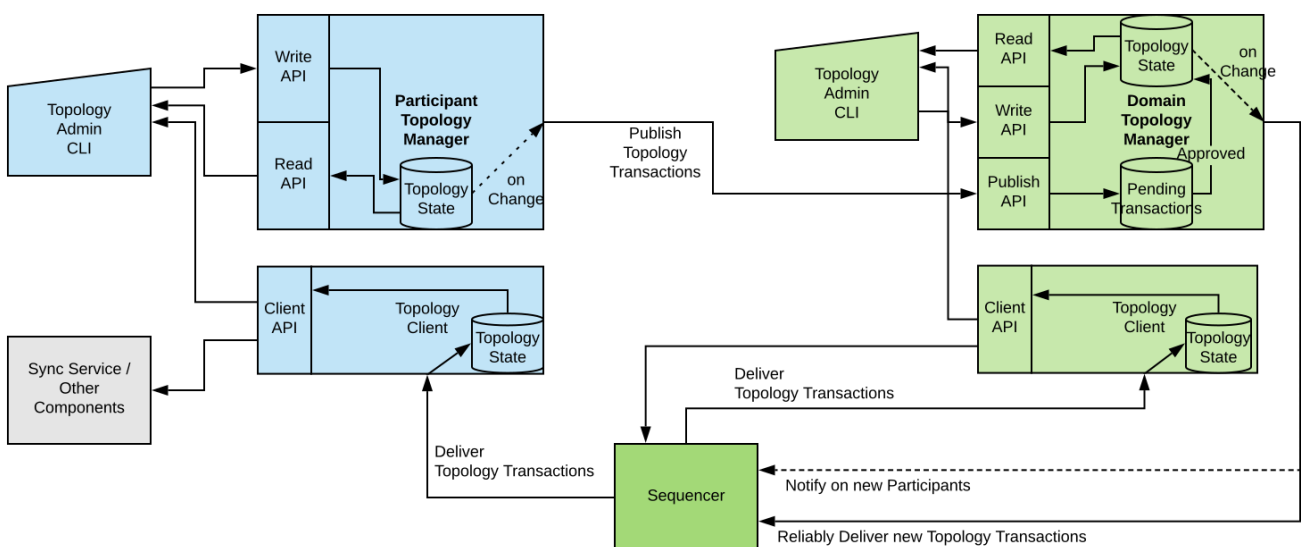 Topology
Admin
CLI
Write
API
Read
API
Participant
Topology
Manager
Topology
State
on
Change
Publish
Topology
Transactions
Topology
Admin
CLI
Read
API
Write
API
Publish
API
Topology
State
on
Change
Domain
Topology
Manager
Approved
Pending
Transactions
Client
API
Topology
Client
Topology
State
Sync Service /
Other
Components
Client
API
Topology
Client
Topology
State
Deliver
Topology Transactions
Deliver
Topology Transactions
Sequencer
Notify on new Participants
Reliably Deliver new Topology Transactions